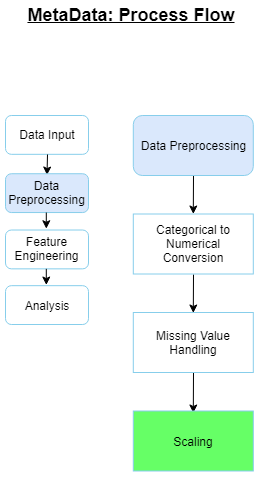 MetaData: Process Flow
Data Input
Data
Preprocessing
Feature
Engineering
Analysis
Data Preprocessing
Categorical to
Numerical
Conversion
Missing Value
Handling
Scaling